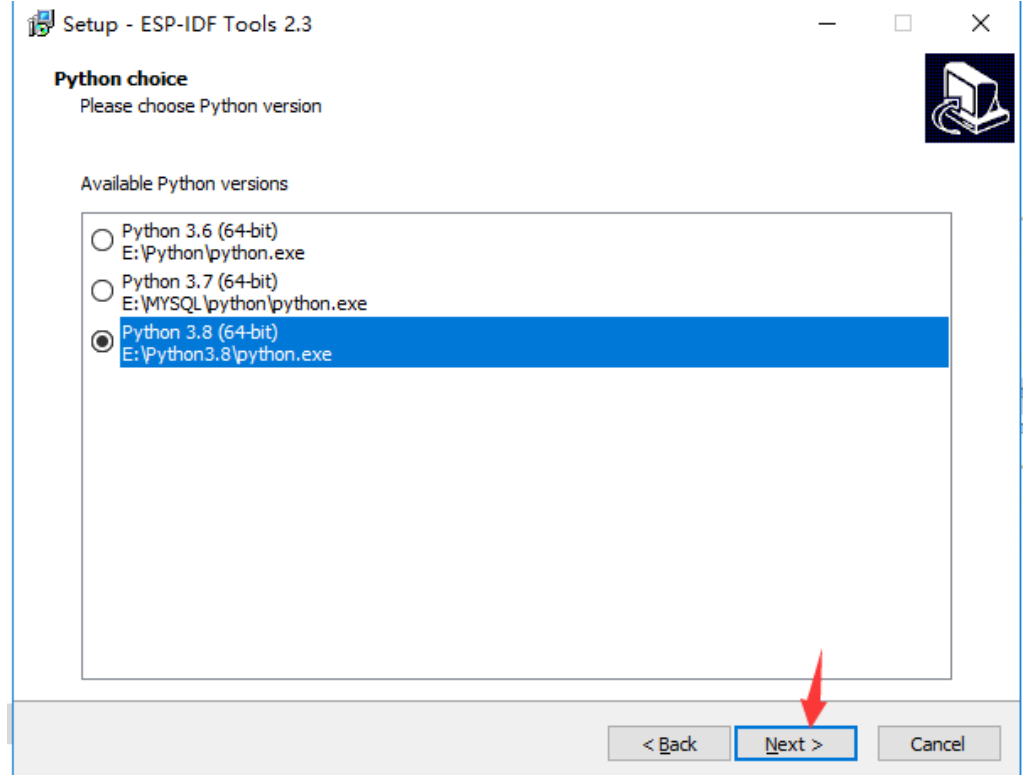 Setup - ESP-IDF Tools 2.3
Python choice
Please choose Python version
Available Python versions
Python 3.6 (64-bit)
E:\Python\python.exe
Python 3.7 (64-bit)
E:\MYSQL\python\python.exe
Python 3.8 (64-bit)
E:\Python3.8\python.exe
< Back
Next >
Cancel